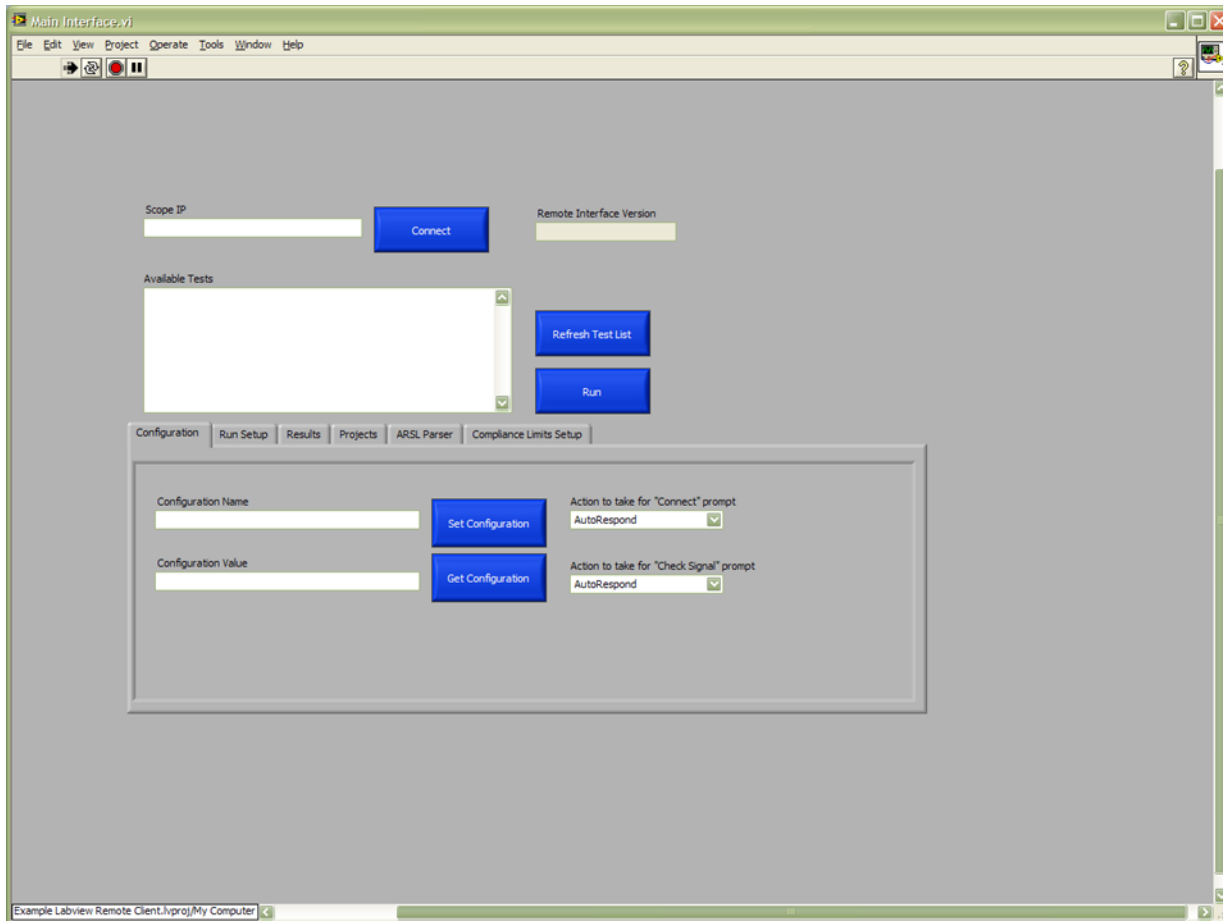 Main Interface.vi
File Edit View Project Operate Tools Window Help
Scope IP
Connect
Remote Interface Version
Available Tests
Refresh Test List
Run
Configuration Run Setup Results Projects ARSL Parser Compliance Limits Setup
Configuration Name
Set Configuration
Action to take for "Connect" prompt
AutoRespond
Configuration Value
Get Configuration
Action to take for "Check Signal" prompt
AutoRespond
Example Labview Remote Client.lvproj/My Computer